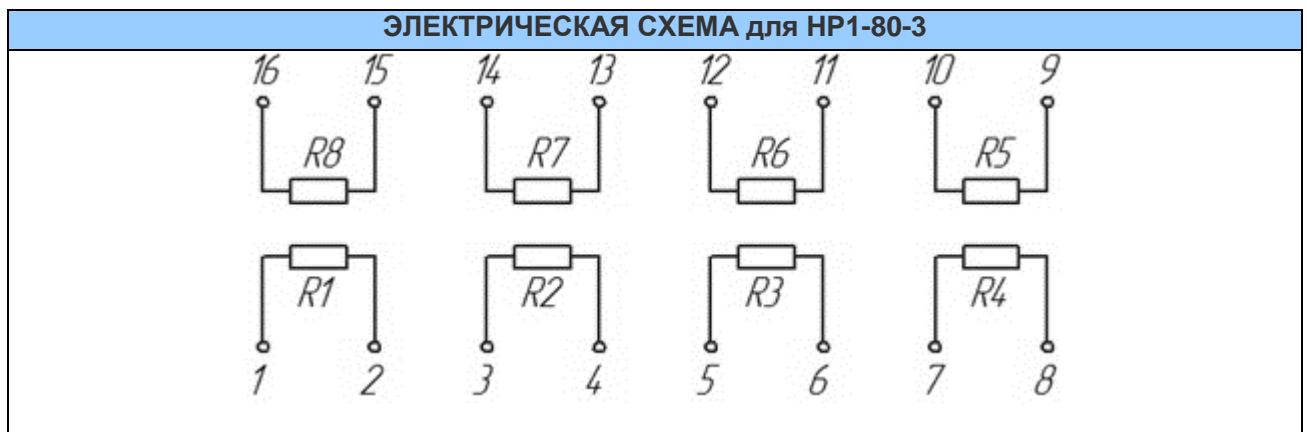 ЭЛЕКТРИЧЕСКАЯ СХЕМА для НР1-80-3
16 15 14 13 12 11 10 9
R8 R7 R6 R5
R1 R2 R3 R4
1 2 3 4 5 6 7 8